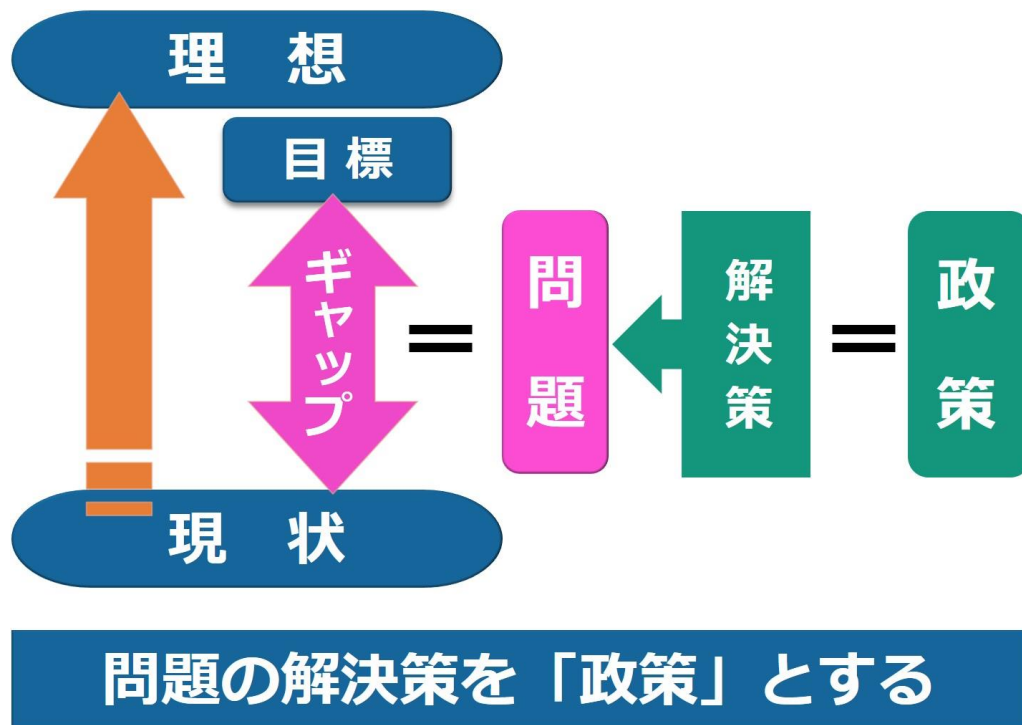 理 想
目 標
ギャップ
=
問題
解決策
=
政策
現 状
問題の解決策を「政策」とする